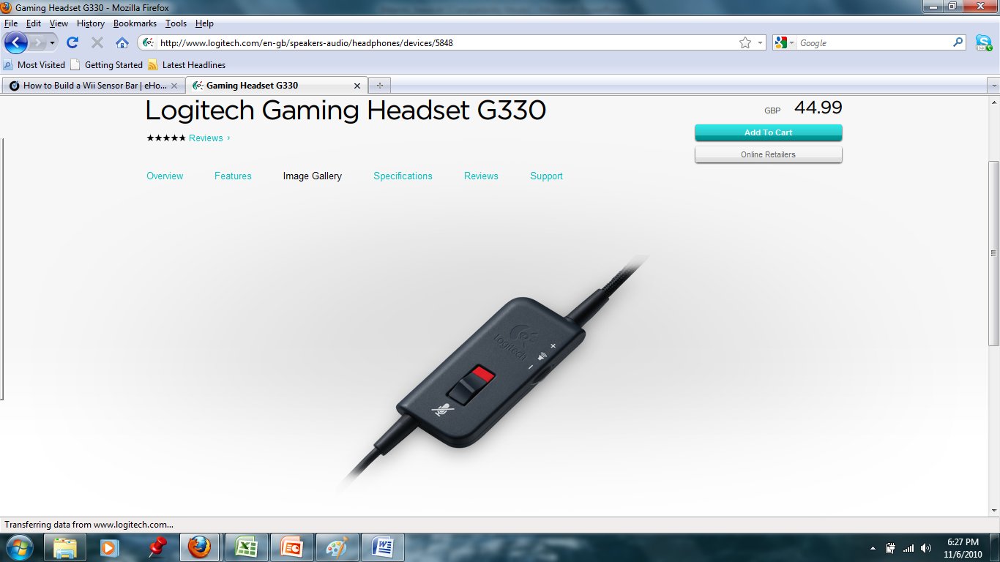 Gaming Headset G330 - Mozilla Firefox
File Edit View History Bookmarks Tools Help
http://www.logitech.com/en-gb/speakers-audio/headphones/devices/5848
Google
Most Visited Getting Started Latest Headlines
How to Build a Wii Sensor Bar | eHo...
Gaming Headset G330
Logitech Gaming Headset G330
GBP 44.99
★★★★★ Reviews ›
Add To Cart
Online Retailers
Overview Features Image Gallery Specifications Reviews Support
Logitech
+
-
Transferring data from www.logitech.com...
6:27 PM
11/6/2010